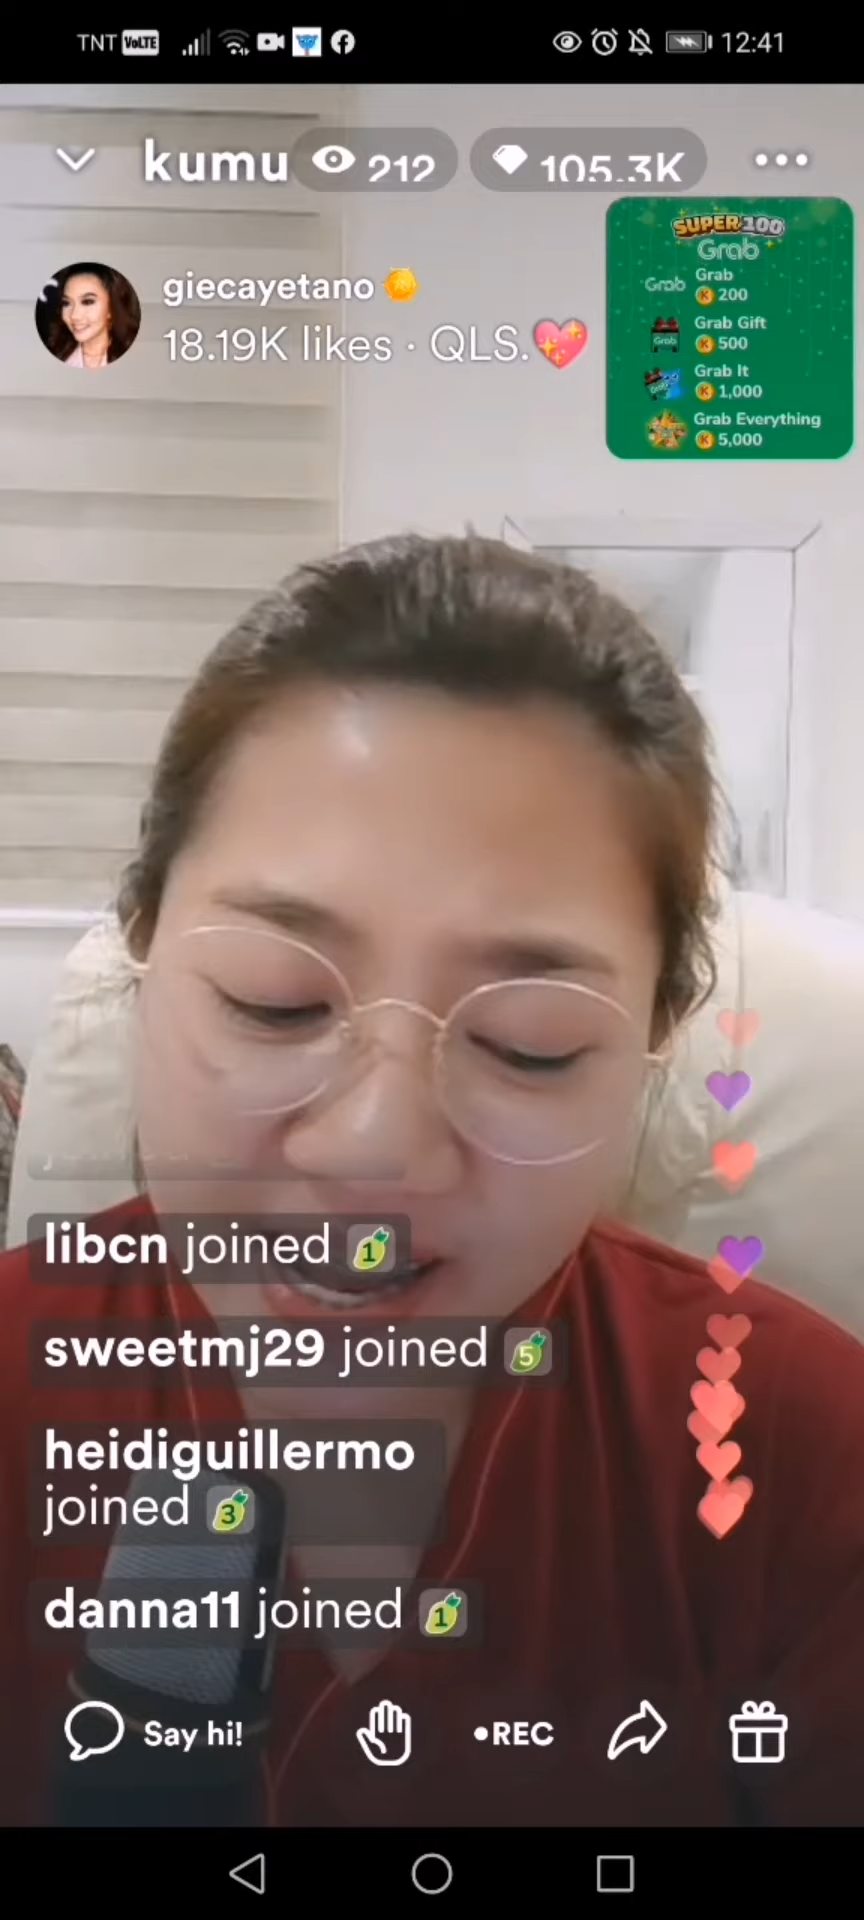 TNT VoLTE 12:41
kumu 212 105.3K
SUPER 100
Grab
Grab Grab
K 200
Grab Gift
Grab K 500
Grab It
K 1,000
Grab Everything
K 5,000
giecayetano
18.19K likes · QLS.
libcn joined 1
sweetmj29 joined 5
heidiguillermo
joined 3
danna11 joined 1
Say hi! •REC